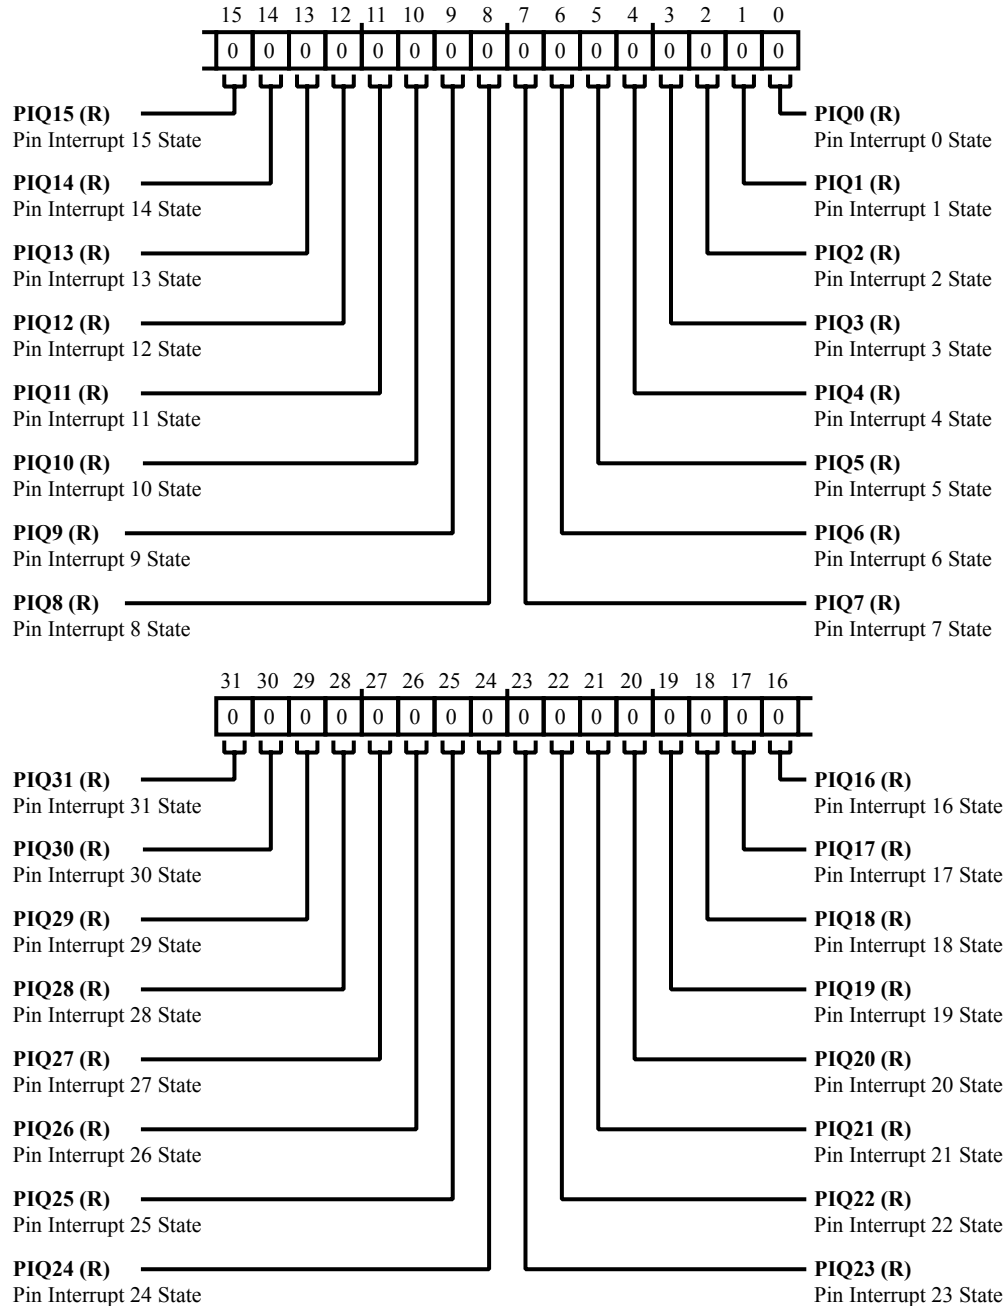 15 14 13 12 11 10 9 8 7 6 5 4 3 2 1 0
0 0 0 0 0 0 0 0 0 0 0 0 0 0 0 0
PIQ15 (R)
Pin Interrupt 15 State
PIQ0 (R)
Pin Interrupt 0 State
PIQ14 (R)
Pin Interrupt 14 State
PIQ1 (R)
Pin Interrupt 1 State
PIQ13 (R)
Pin Interrupt 13 State
PIQ2 (R)
Pin Interrupt 2 State
PIQ12 (R)
Pin Interrupt 12 State
PIQ3 (R)
Pin Interrupt 3 State
PIQ11 (R)
Pin Interrupt 11 State
PIQ4 (R)
Pin Interrupt 4 State
PIQ10 (R)
Pin Interrupt 10 State
PIQ5 (R)
Pin Interrupt 5 State
PIQ9 (R)
Pin Interrupt 9 State
PIQ6 (R)
Pin Interrupt 6 State
PIQ8 (R)
Pin Interrupt 8 State
PIQ7 (R)
Pin Interrupt 7 State
31 30 29 28 27 26 25 24 23 22 21 20 19 18 17 16
0 0 0 0 0 0 0 0 0 0 0 0 0 0 0 0
PIQ31 (R)
Pin Interrupt 31 State
PIQ16 (R)
Pin Interrupt 16 State
PIQ30 (R)
Pin Interrupt 30 State
PIQ17 (R)
Pin Interrupt 17 State
PIQ29 (R)
Pin Interrupt 29 State
PIQ18 (R)
Pin Interrupt 18 State
PIQ28 (R)
Pin Interrupt 28 State
PIQ19 (R)
Pin Interrupt 19 State
PIQ27 (R)
Pin Interrupt 27 State
PIQ20 (R)
Pin Interrupt 20 State
PIQ26 (R)
Pin Interrupt 26 State
PIQ21 (R)
Pin Interrupt 21 State
PIQ25 (R)
Pin Interrupt 25 State
PIQ22 (R)
Pin Interrupt 22 State
PIQ24 (R)
Pin Interrupt 24 State
PIQ23 (R)
Pin Interrupt 23 State